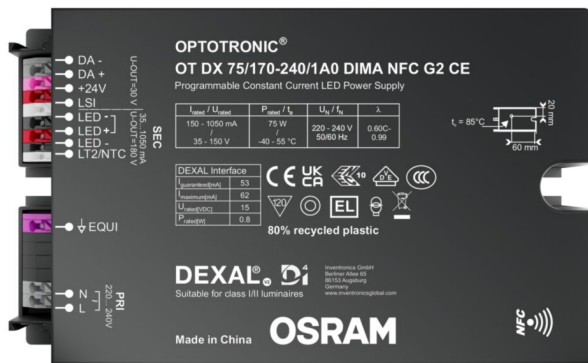 OPTOTRONIC®
OT DX 75/170-240/1A0 DIMA NFC G2 CE
Programmable Constant Current LED Power Supply
DA -
DA +
+24V
LSI
LED -
LED+
LED -
LT2/NTC
U-OUT=30 V
35...1050 mA
U-OUT=180 V
SEC
EQUI
N
L
220...240V
PRI
Irated / Urated Prated / ts UN / fN λ
150 - 1050 mA / 35 - 150 V 75 W / -40 - 55 °C 220 - 240 V 50/60 Hz 0.60C-0.99
tc = 85°C
20 mm
60 mm
DEXAL Interface
Iguaranteed[mA] 53
Imaximum[mA] 62
Urated[VDC] 15
Prated[W] 0.8
CE UK CA 10 VDE CCC
120 EL
80% recycled plastic
DEXAL® Di4
Suitable for class I/II luminaires
Inventronics GmbH
Berliner Allee 65
86153 Augsburg
Germany
www.inventronicsglobal.com
Made in China
OSRAM
NFC